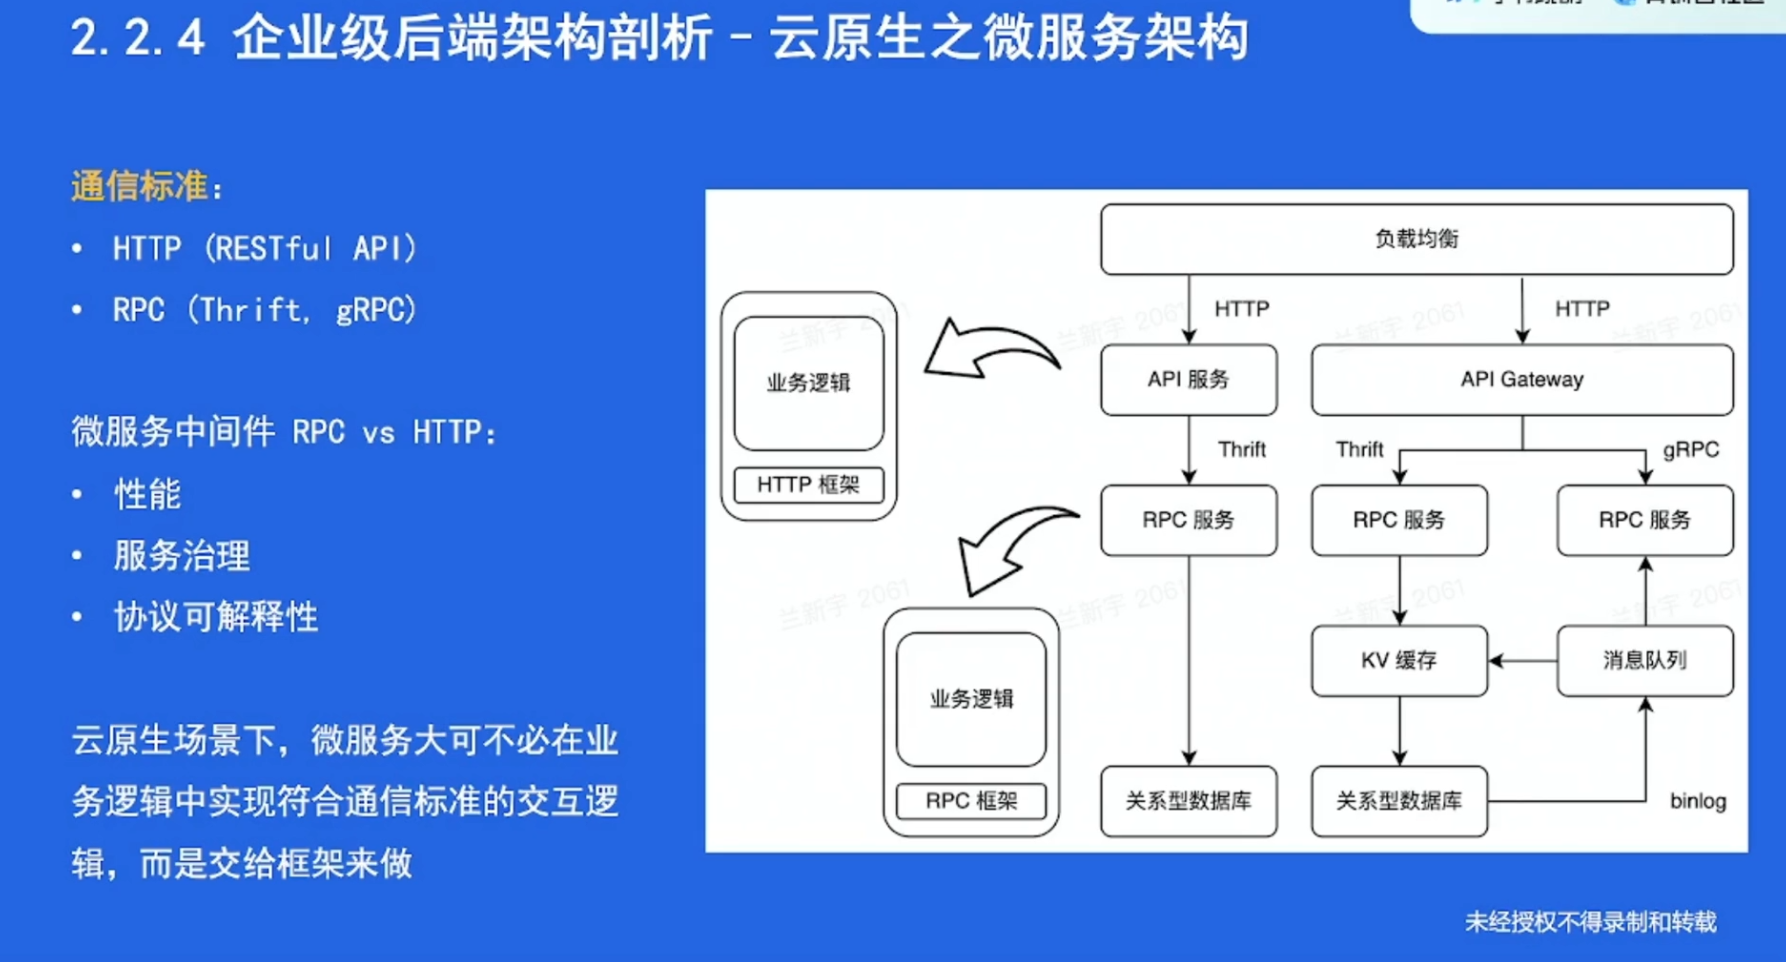 2.2.4 企业级后端架构剖析 - 云原生之微服务架构
通信标准：
• HTTP (RESTful API)
• RPC (Thrift, gRPC)
微服务中间件 RPC vs HTTP：
• 性能
• 服务治理
• 协议可解释性
云原生场景下，微服务大可不必在业
务逻辑中实现符合通信标准的交互逻
辑，而是交给框架来做
负载均衡
HTTP
HTTP
业务逻辑
HTTP 框架
API 服务
API Gateway
Thrift
Thrift
gRPC
RPC 服务
RPC 服务
RPC 服务
业务逻辑
RPC 框架
KV 缓存
消息队列
关系型数据库
关系型数据库
binlog
兰新宇 2061
兰新宇 2061
兰新宇 2061
兰新宇 2061
兰新宇 2061
兰新宇 2061
兰新宇 2061
兰新宇 2061
未经授权不得录制和转载